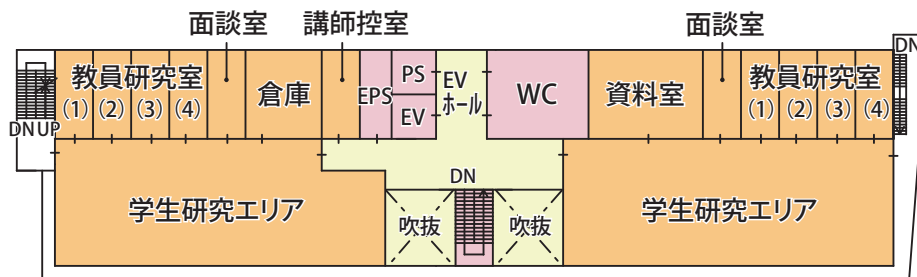 面談室
講師控室
面談室
DN
教員研究室
(1)
(2)
(3)
(4)
倉庫
EPS
PS
EV
EV
ホール
WC
資料室
教員研究室
(1)
(2)
(3)
(4)
DN UP
学生研究エリア
DN
吹抜
吹抜
学生研究エリア